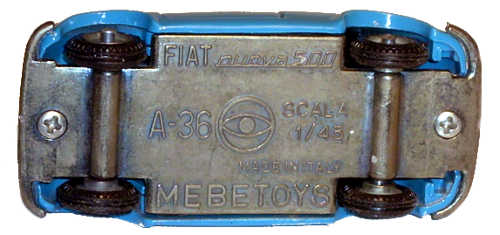 FIAT nuova 500
A-36 SCALA 1/43
MADE IN ITALY
MEBETOYS